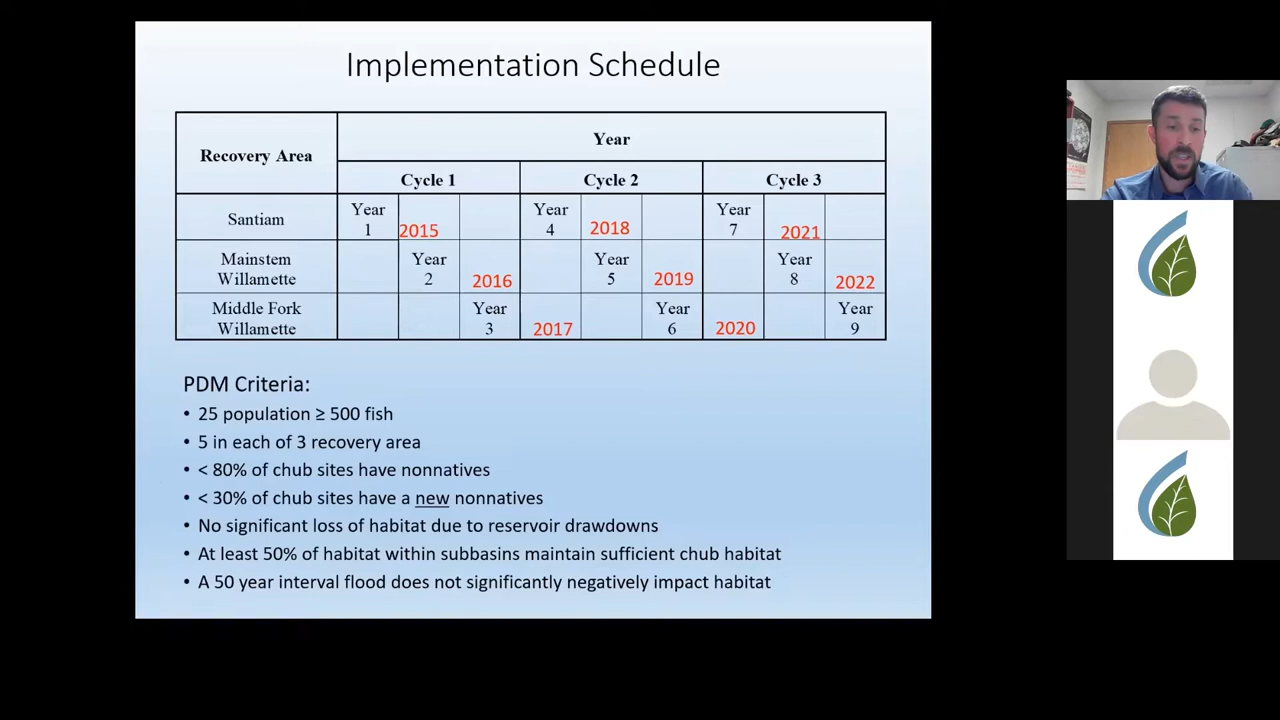 Implementation Schedule
Recovery Area
Year
Cycle 1
Cycle 2
Cycle 3
Santiam
Year
1
2015
Year
4
2018
Year
7
2021
Mainstem
Willamette
Year
2
2016
Year
5
2019
Year
8
2022
Middle Fork
Willamette
Year
3
2017
Year
6
2020
Year
9
PDM Criteria:
• 25 population ≥ 500 fish
• 5 in each of 3 recovery area
• < 80% of chub sites have nonnatives
• < 30% of chub sites have a new nonnatives
• No significant loss of habitat due to reservoir drawdowns
• At least 50% of habitat within subbasins maintain sufficient chub habitat
• A 50 year interval flood does not significantly negatively impact habitat